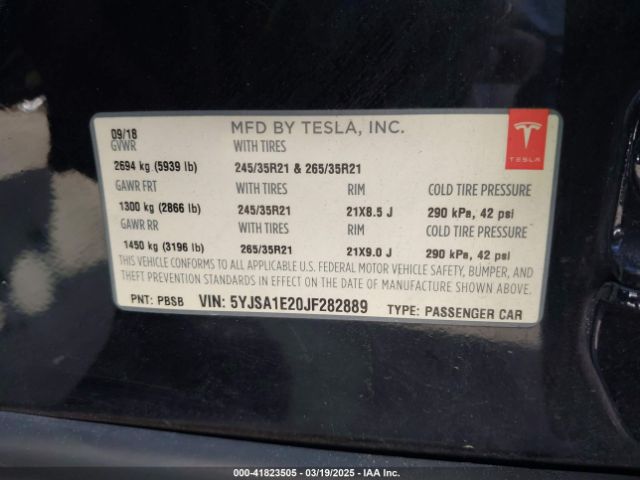 09/18 MFD BY TESLA, INC.
GVWR WITH TIRES
2694 kg (5939 lb) 245/35R21 & 265/35R21
GAWR FRT WITH TIRES RIM COLD TIRE PRESSURE
1300 kg (2866 lb) 245/35R21 21X8.5 J 290 kPa, 42 psi
GAWR RR WITH TIRES RIM COLD TIRE PRESSURE
1450 kg (3196 lb) 265/35R21 21X9.0 J 290 kPa, 42 psi
THIS VEHICLE CONFORMS TO ALL APPLICABLE U.S. FEDERAL MOTOR VEHICLE SAFETY, BUMPER, AND
THEFT PREVENTION STANDARDS IN EFFECT ON THE DATE OF MANUFACTURE SHOWN ABOVE.
PNT: PBSB VIN: 5YJSA1E20JF282889 TYPE: PASSENGER CAR
TESLA
000-41823505 — 03/19/2025 — IAAI.COM